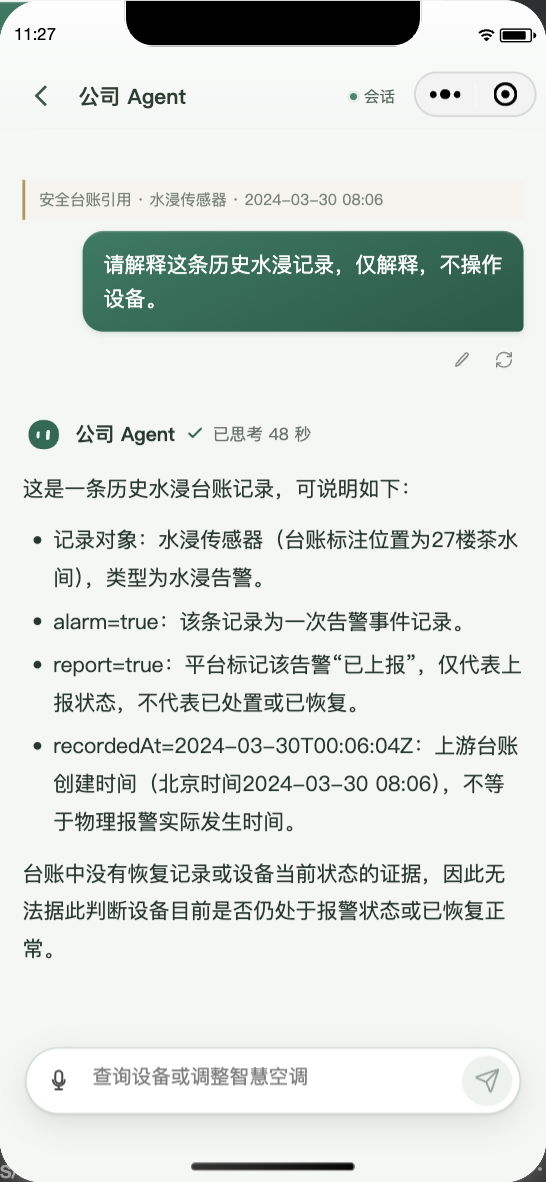 11:27
公司 Agent
会话
安全台账引用 · 水浸传感器 · 2024-03-30 08:06
请解释这条历史水浸记录，仅解释，不操作
设备。
公司 Agent 已思考 48 秒
这是一条历史水浸台账记录，可说明如下：
• 记录对象：水浸传感器（台账标注位置为27楼茶水
间），类型为水浸告警。
• alarm=true：该条记录为一次告警事件记录。
• report=true：平台标记该告警“已上报”，仅代表上
报状态，不代表已处置或已恢复。
• recordedAt=2024-03-30T00:06:04Z：上游台账
创建时间（北京时间2024-03-30 08:06），不等
于物理报警实际发生时间。
台账中没有恢复记录或设备当前状态的证据，因此无
法据此判断设备目前是否仍处于报警状态或已恢复正
常。
查询设备或调整智慧空调